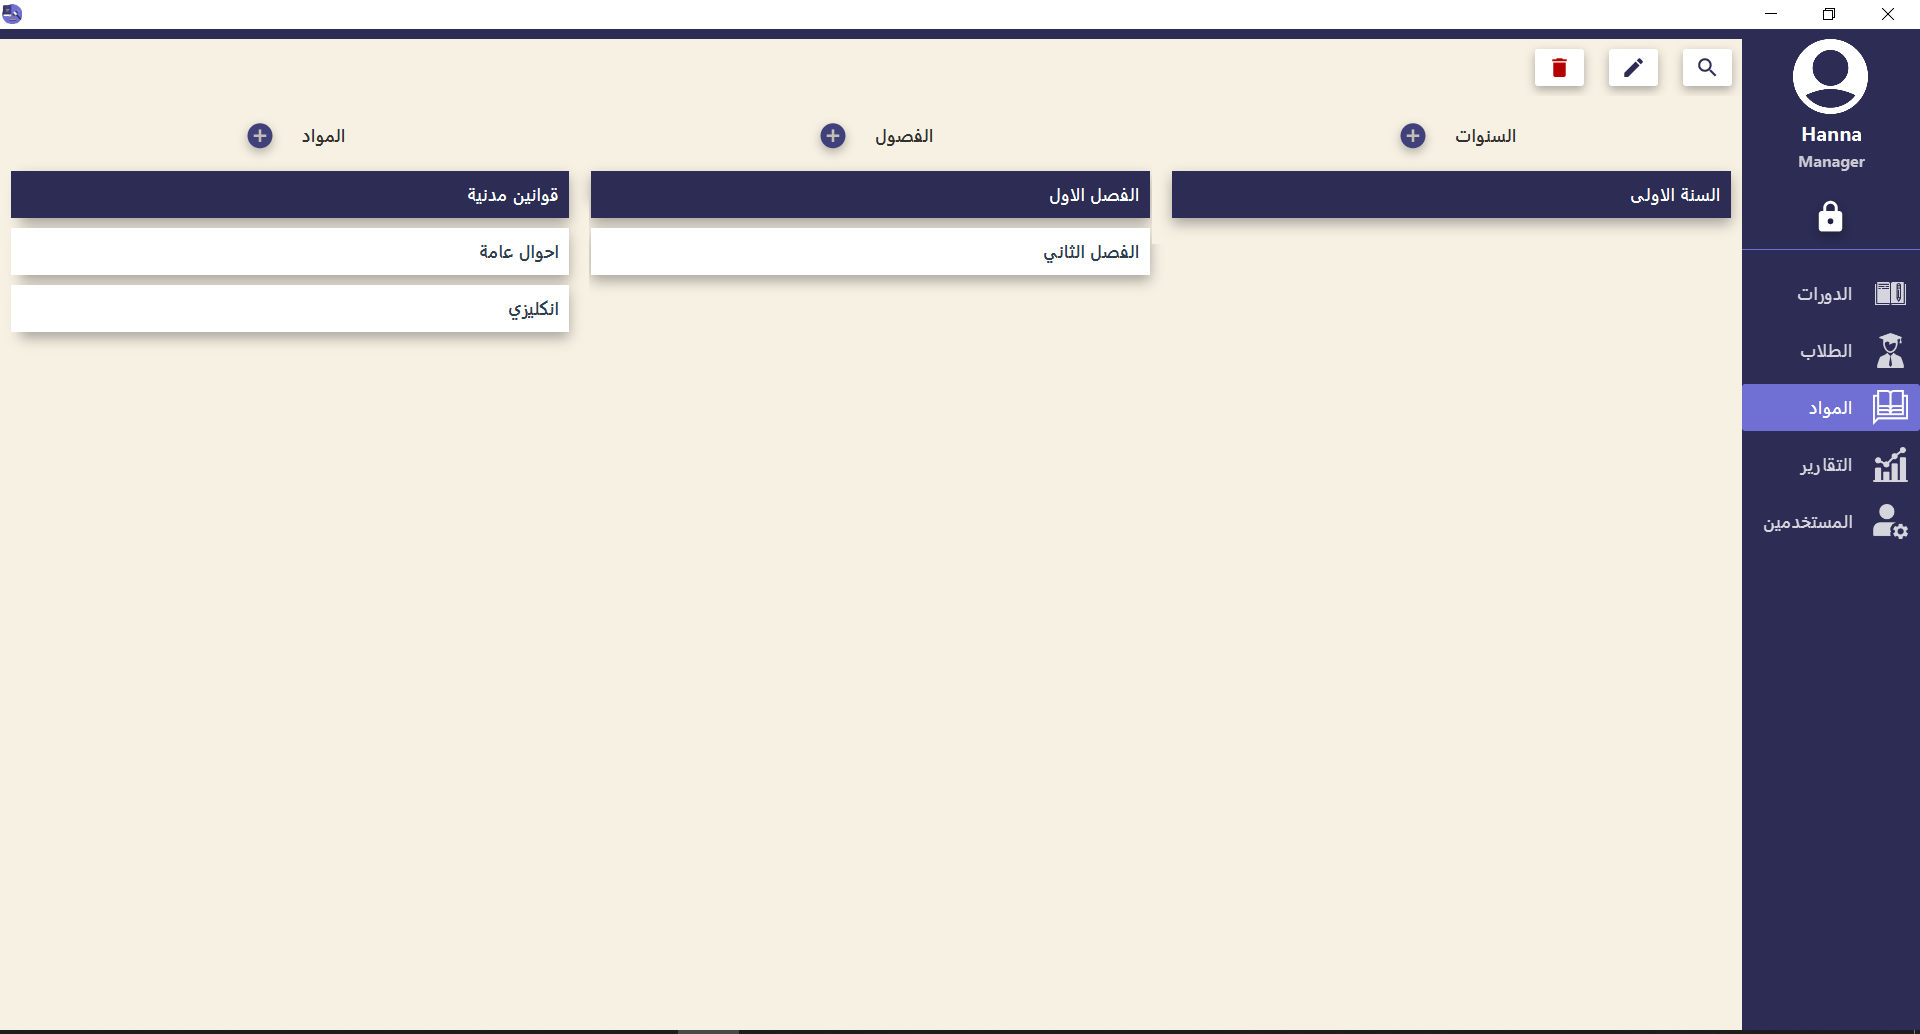 Hanna
Manager
الدورات
الطلاب
المواد
التقارير
المستخدمين
السنوات
السنة الاولى
الفصول
الفصل الاول
الفصل الثاني
المواد
قوانين مدنية
احوال عامة
انكليزي